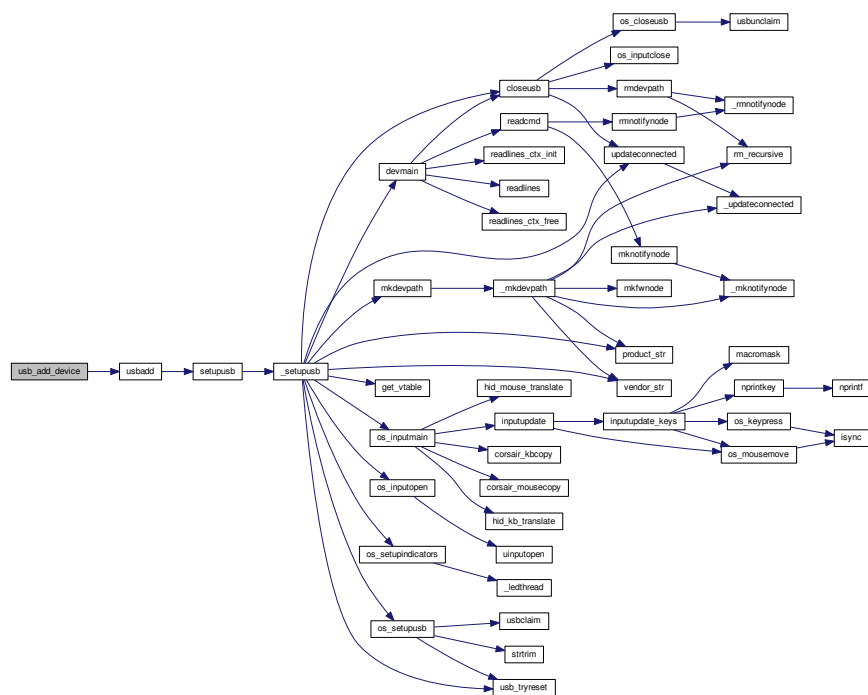 os_closeusb
usbunclaim
os_inputclose
closeusb
rmdevpath
_rmnotifynode
readcmd
rmnotifynode
readlines_ctx_init
updateconnected
rm_recursive
devmain
readlines
_updateconnected
readlines_ctx_free
mknotifynode
mkdevpath
_mkdevpath
mkfwnode
_mknotifynode
product_str
macromask
usb_add_device
usbadd
setupusb
_setupusb
get_vtable
hid_mouse_translate
vendor_str
nprintkey
nprintf
inputupdate
inputupdate_keys
os_keypress
os_inputmain
isync
corsair_kbcopy
os_mousemove
os_inputopen
corsair_mousecopy
hid_kb_translate
os_setupindicators
uinputopen
_ledthread
usbclaim
os_setupusb
strtrim
usb_tryreset